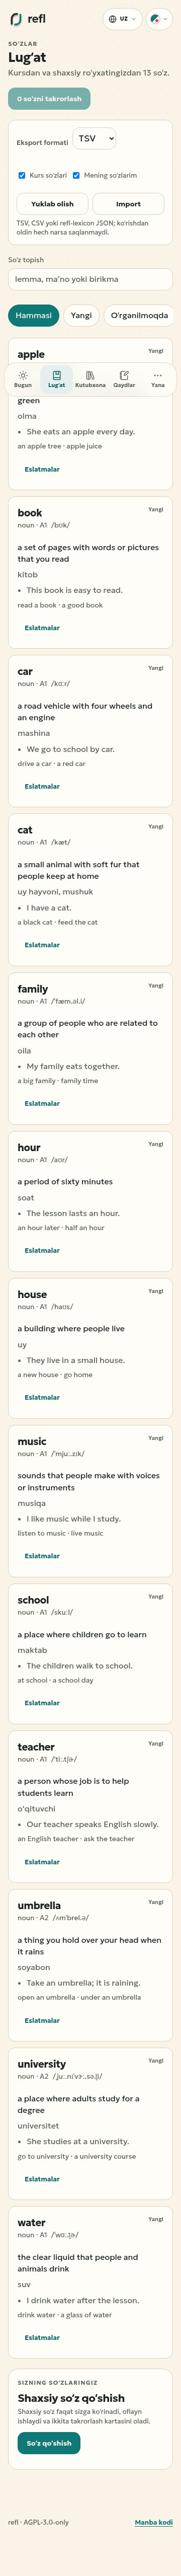 refl
UZ
SO‘ZLAR
Lug‘at
Kursdan va shaxsiy ro‘yxatingizdan 13 so‘z.
0 so‘zni takrorlash
Eksport formati
TSV
Kurs so‘zlari
Mening so‘zlarim
Yuklab olish
Import
TSV, CSV yoki refl-lexicon JSON; ko‘rishdan
oldin hech narsa saqlanmaydi.
So‘z topish
lemma, ma’no yoki birikma
Hammasi
Yangi
O‘rganilmoqda
apple
Yangi
Bugun
Lug‘at
Kutubxona
Qaydlar
Yana
green
olma
• She eats an apple every day.
an apple tree · apple juice
Eslatmalar
book
Yangi
noun · A1 /bʊk/
a set of pages with words or pictures
that you read
kitob
• This book is easy to read.
read a book · a good book
Eslatmalar
car
Yangi
noun · A1 /kɑːr/
a road vehicle with four wheels and
an engine
mashina
• We go to school by car.
drive a car · a red car
Eslatmalar
cat
Yangi
noun · A1 /kæt/
a small animal with soft fur that
people keep at home
uy hayvoni, mushuk
• I have a cat.
a black cat · feed the cat
Eslatmalar
family
Yangi
noun · A1 /ˈfæm.əl.i/
a group of people who are related to
each other
oila
• My family eats together.
a big family · family time
Eslatmalar
hour
Yangi
noun · A1 /aʊr/
a period of sixty minutes
soat
• The lesson lasts an hour.
an hour later · half an hour
Eslatmalar
house
Yangi
noun · A1 /haʊs/
a building where people live
uy
• They live in a small house.
a new house · go home
Eslatmalar
music
Yangi
noun · A1 /ˈmjuː.zɪk/
sounds that people make with voices
or instruments
musiqa
• I like music while I study.
listen to music · live music
Eslatmalar
school
Yangi
noun · A1 /skuːl/
a place where children go to learn
maktab
• The children walk to school.
at school · a school day
Eslatmalar
teacher
Yangi
noun · A1 /ˈtiː.tʃɚ/
a person whose job is to help
students learn
o‘qituvchi
• Our teacher speaks English slowly.
an English teacher · ask the teacher
Eslatmalar
umbrella
Yangi
noun · A2 /ʌmˈbrel.ə/
a thing you hold over your head when
it rains
soyabon
• Take an umbrella; it is raining.
open an umbrella · under an umbrella
Eslatmalar
university
Yangi
noun · A2 /ˌjuː.nɪˈvɝː.sə.t̬i/
a place where adults study for a
degree
universitet
• She studies at a university.
go to university · a university course
Eslatmalar
water
Yangi
noun · A1 /ˈwɑː.t̬ɚ/
the clear liquid that people and
animals drink
suv
• I drink water after the lesson.
drink water · a glass of water
Eslatmalar
SIZNING SO‘ZLARINGIZ
Shaxsiy so‘z qo‘shish
Shaxsiy so‘z faqat sizga ko‘rinadi, oflayn
ishlaydi va ikkita takrorlash kartasini oladi.
So‘z qo‘shish
refl · AGPL-3.0-only
Manba kodi